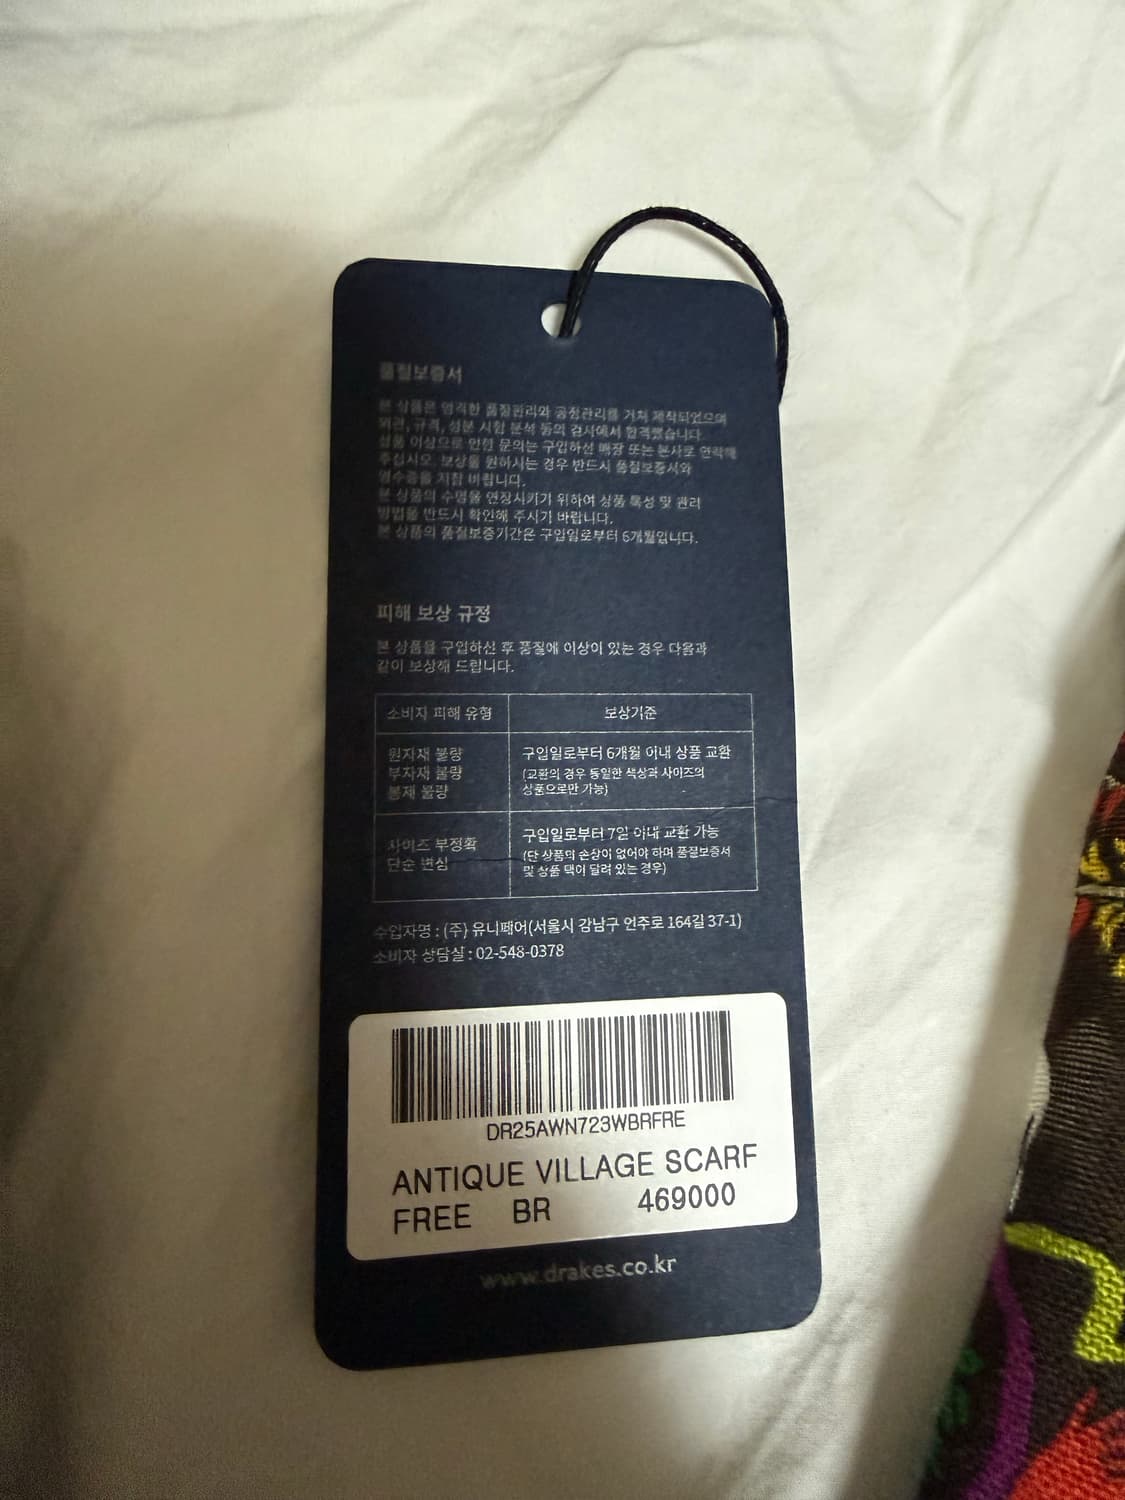 품질보증서
본 상품은 엄격한 품질관리와 공정관리를 거쳐 제작되었으며
외관, 규격, 성분 시험 분석 등의 검사에서 합격했습니다.
상품 이상으로 인한 문의는 구입하신 매장 또는 본사로 연락해
주십시오. 보상을 원하시는 경우 반드시 품질보증서와
영수증을 지참 바랍니다.
본 상품의 수명을 연장시키기 위하여 상품 특성 및 관리
방법을 반드시 확인해 주시기 바랍니다.
본 상품의 품질보증기간은 구입일로부터 6개월입니다.
피해 보상 규정
본 상품을 구입하신 후 품질에 이상이 있는 경우 다음과
같이 보상해 드립니다.
소비자 피해 유형 보상기준
원자재 불량
부자재 불량
봉제 불량
구입일로부터 6개월 이내 상품 교환
(교환의 경우 동일한 색상과 사이즈의
상품으로만 가능)
사이즈 부정확
단순 변심
구입일로부터 7일 이내 교환 가능
(단 상품의 손상이 없어야 하며 품질보증서
및 상품 택이 달려 있는 경우)
수입자명 : (주) 유니페어(서울시 강남구 언주로 164길 37-1)
소비자 상담실 : 02-548-0378
DR25AWN723WBRFRE
ANTIQUE VILLAGE SCARF
FREE BR 469000
www.drakes.co.kr